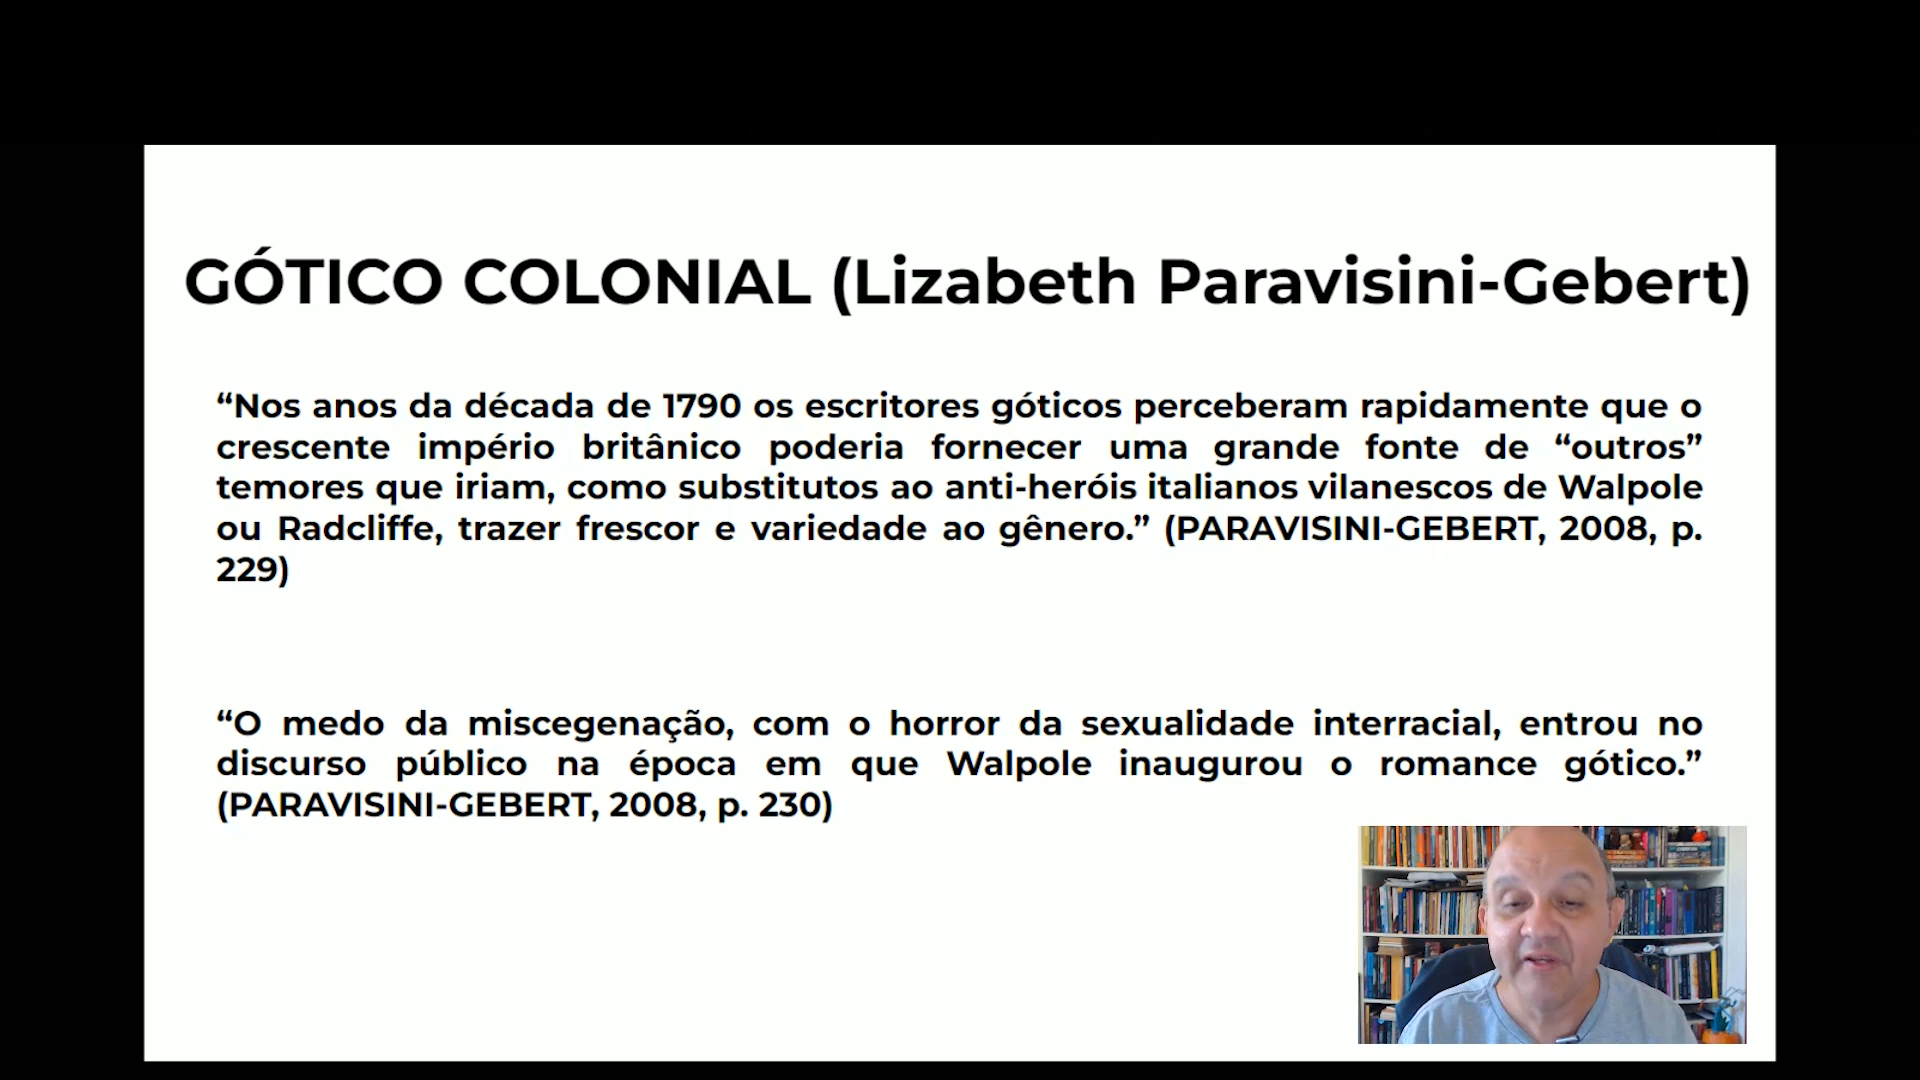 GÓTICO COLONIAL (Lizabeth Paravisini-Gebert)
“Nos anos da década de 1790 os escritores góticos perceberam rapidamente que o
crescente império britânico poderia fornecer uma grande fonte de “outros”
temores que iriam, como substitutos ao anti-heróis italianos vilanescos de Walpole
ou Radcliffe, trazer frescor e variedade ao gênero.” (PARAVISINI-GEBERT, 2008, p.
229)
“O medo da miscegenação, com o horror da sexualidade interracial, entrou no
discurso público na época em que Walpole inaugurou o romance gótico.”
(PARAVISINI-GEBERT, 2008, p. 230)